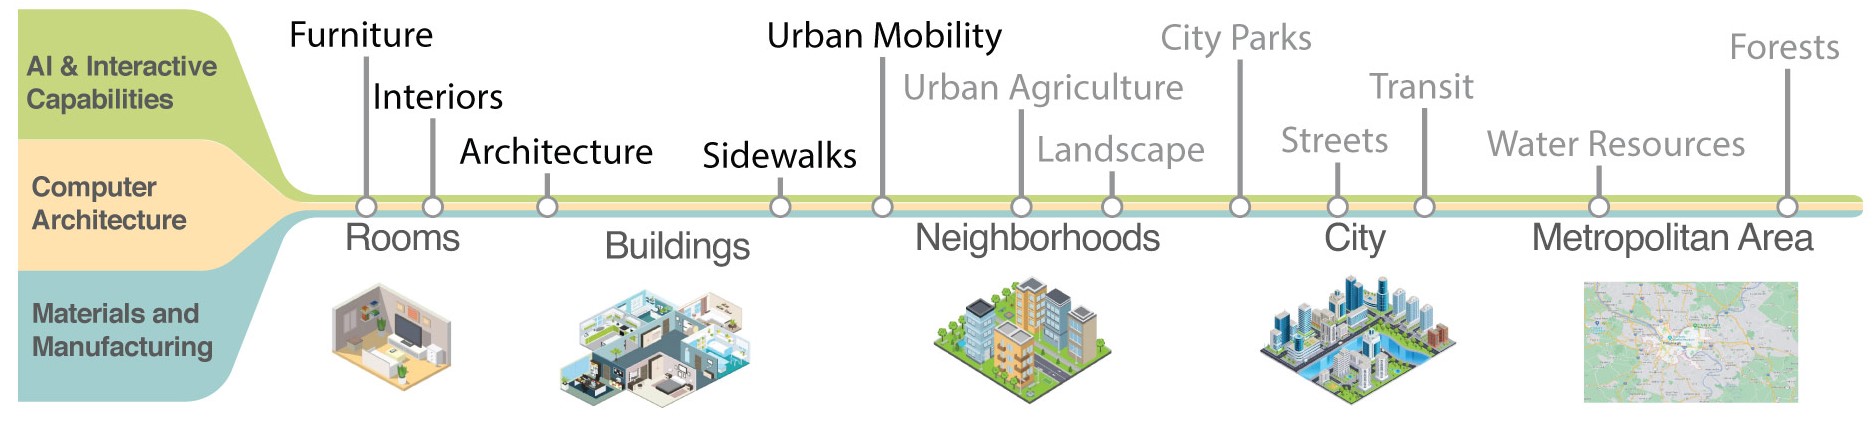 AI & Interactive
Capabilities
Computer
Architecture
Materials and
Manufacturing
Furniture
Interiors
Architecture
Sidewalks
Urban Mobility
Urban Agriculture
Landscape
City Parks
Streets
Transit
Water Resources
Forests
Rooms
Buildings
Neighborhoods
City
Metropolitan Area